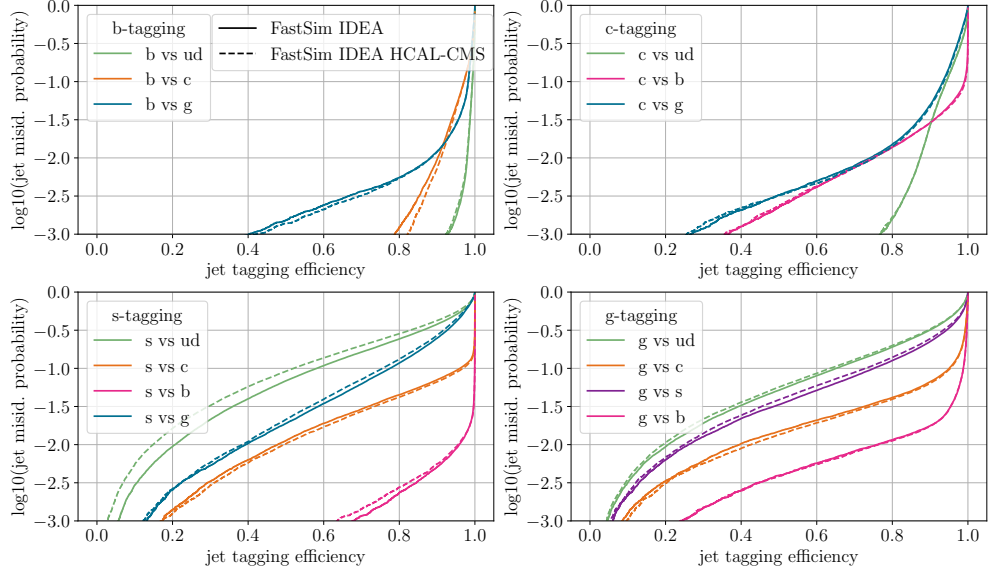 b-tagging
b vs ud
b vs c
b vs g
FastSim IDEA
FastSim IDEA HCAL-CMS
log10(jet misid. probability)
0.0
−0.5
−1.0
−1.5
−2.0
−2.5
−3.0
0.0 0.2 0.4 0.6 0.8 1.0
jet tagging efficiency
c-tagging
c vs ud
c vs b
c vs g
log10(jet misid. probability)
0.0
−0.5
−1.0
−1.5
−2.0
−2.5
−3.0
0.0 0.2 0.4 0.6 0.8 1.0
jet tagging efficiency
s-tagging
s vs ud
s vs c
s vs b
s vs g
log10(jet misid. probability)
0.0
−0.5
−1.0
−1.5
−2.0
−2.5
−3.0
0.0 0.2 0.4 0.6 0.8 1.0
jet tagging efficiency
g-tagging
g vs ud
g vs c
g vs s
g vs b
log10(jet misid. probability)
0.0
−0.5
−1.0
−1.5
−2.0
−2.5
−3.0
0.0 0.2 0.4 0.6 0.8 1.0
jet tagging efficiency